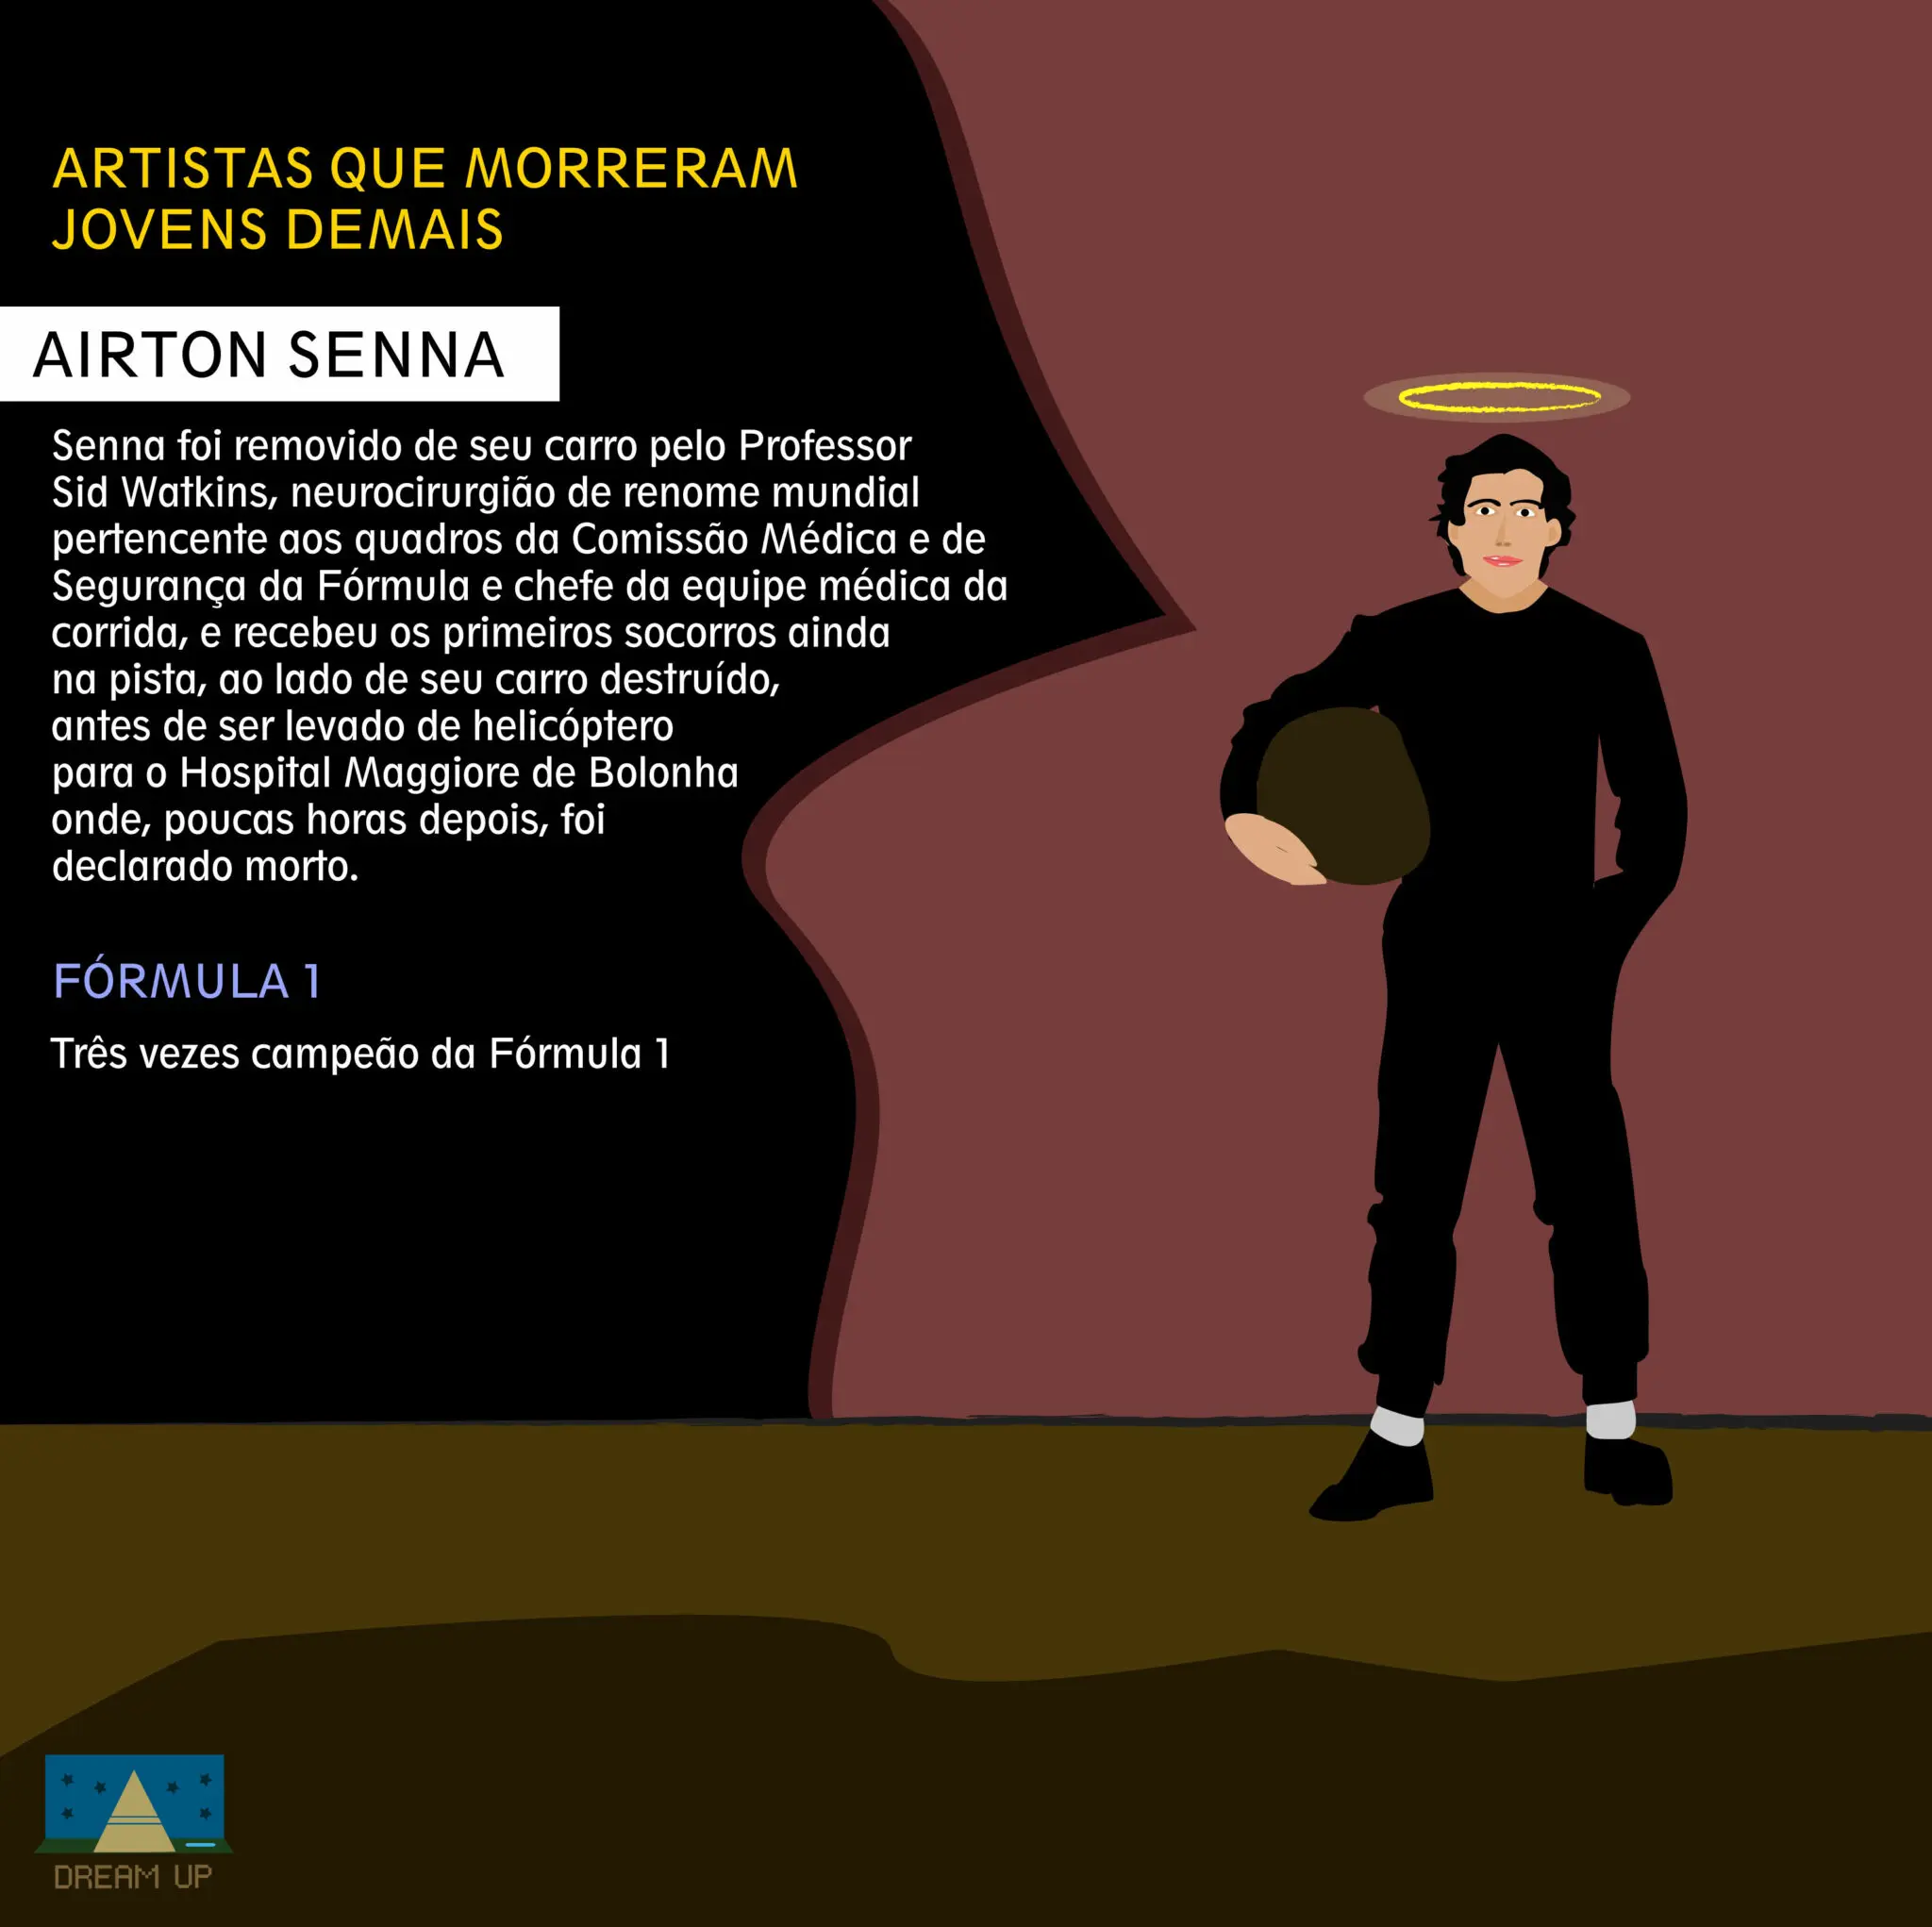 ARTISTAS QUE MORRERAM
JOVENS DEMAIS
AIRTON SENNA
Senna foi removido de seu carro pelo Professor
Sid Watkins, neurocirurgião de renome mundial
pertencente aos quadros da Comissão Médica e de
Segurança da Fórmula e chefe da equipe médica da
corrida, e recebeu os primeiros socorros ainda
na pista, ao lado de seu carro destruído,
antes de ser levado de helicóptero
para o Hospital Maggiore de Bolonha
onde, poucas horas depois, foi
declarado morto.
FÓRMULA 1
Três vezes campeão da Fórmula 1
DREAM UP